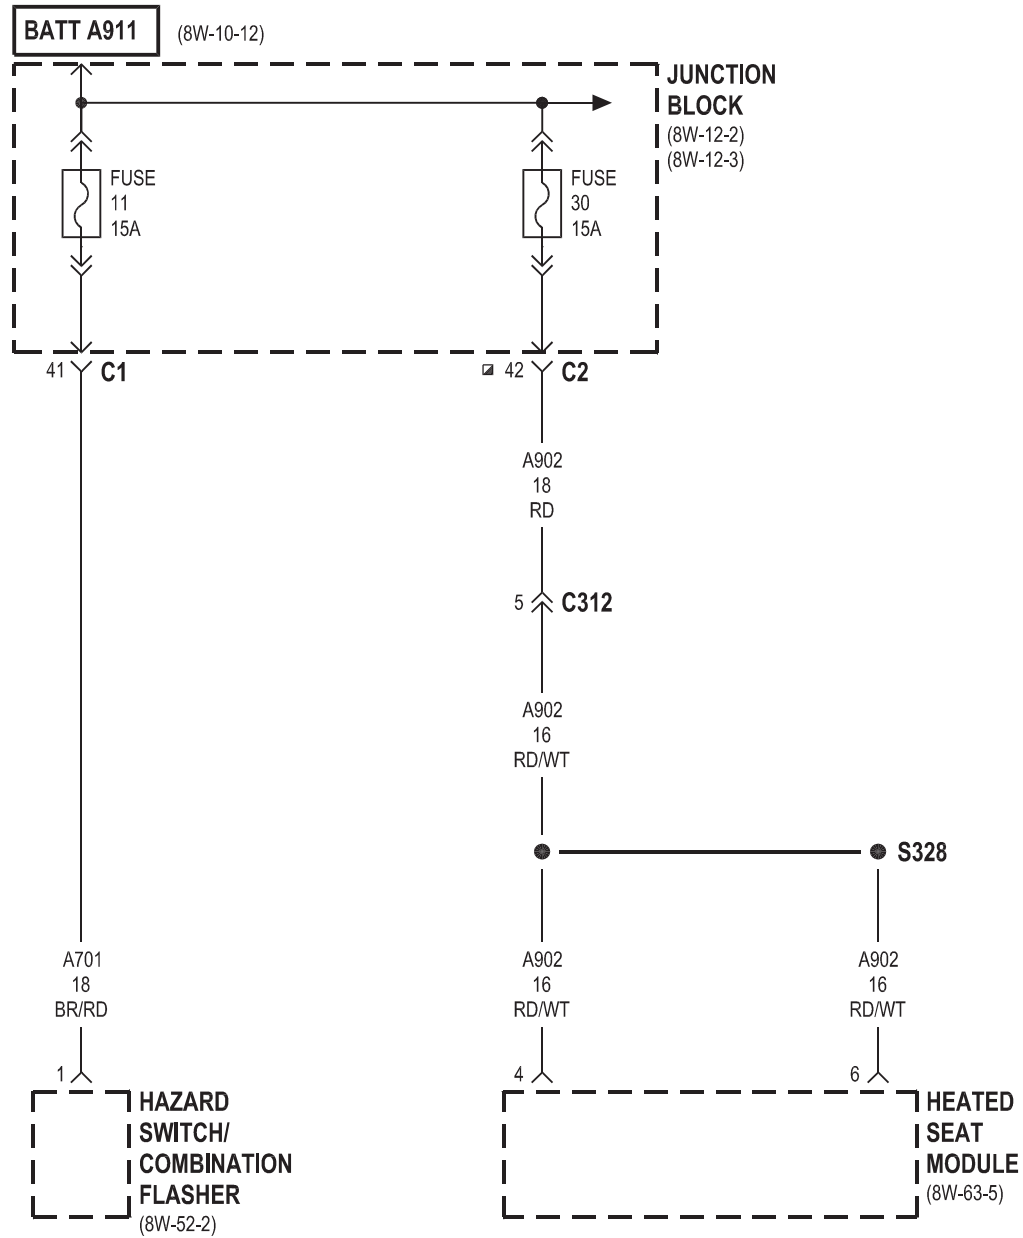 BATT A911 (8W-10-12)
JUNCTION
BLOCK
(8W-12-2)
(8W-12-3)
FUSE
11
15A
FUSE
30
15A
41 C1
42 C2
A902
18
RD
5 C312
A902
16
RD/WT
S328
A701
18
BR/RD
A902
16
RD/WT
A902
16
RD/WT
1
4
6
HAZARD
SWITCH/
COMBINATION
FLASHER
(8W-52-2)
HEATED
SEAT
MODULE
(8W-63-5)